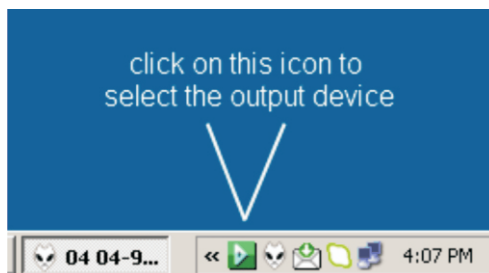 click on this icon to
select the output device
04 04-9...
«
4:07 PM